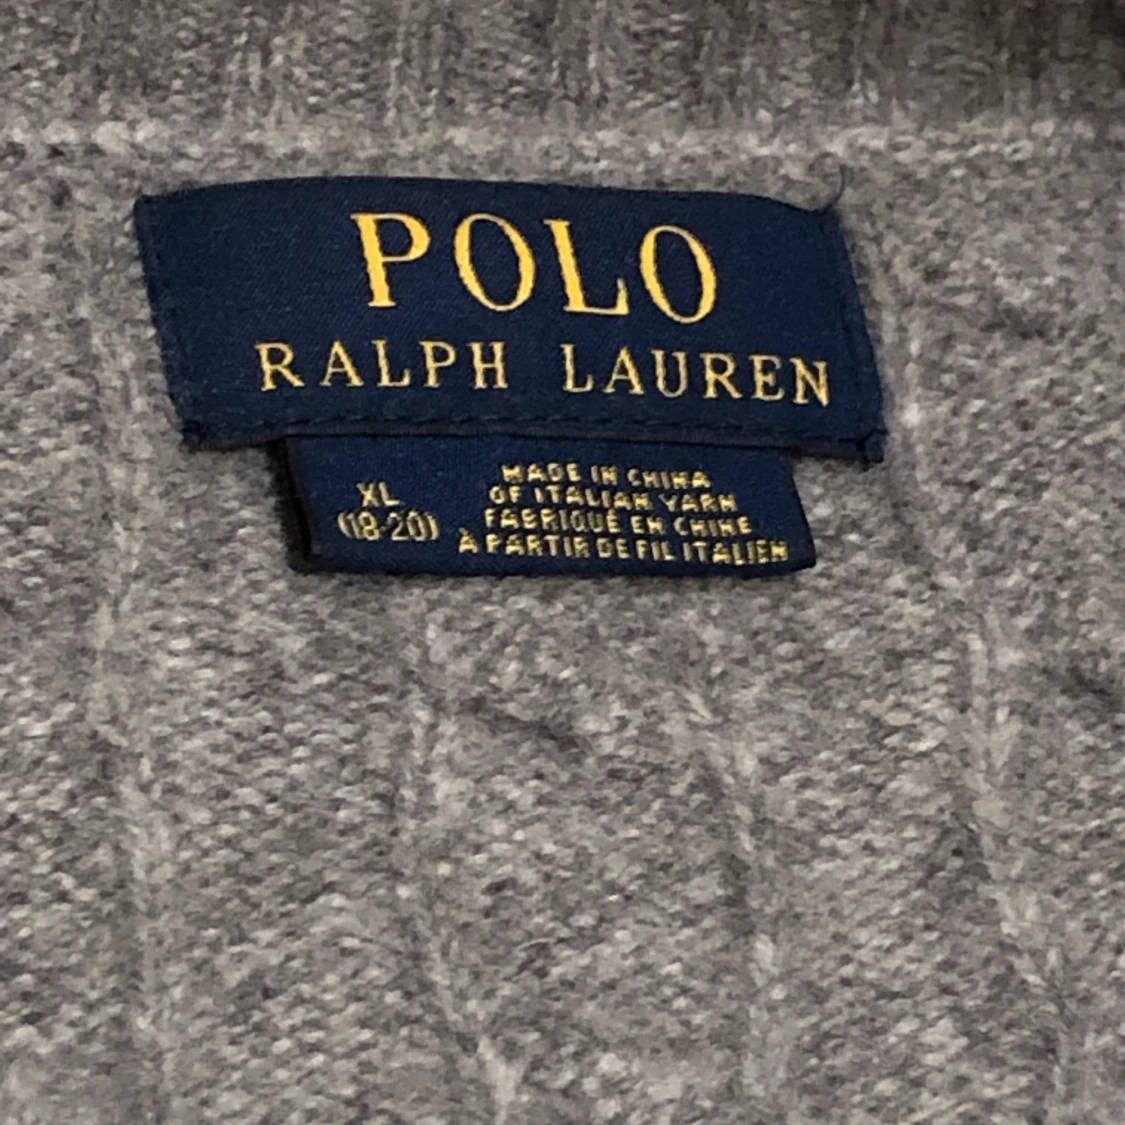 POLO
RALPH LAUREN
XL
(18-20)
MADE IN CHINA
OF ITALIAN YARN
FABRIQUÉ EN CHINE
À PARTIR DE FIL ITALIEN